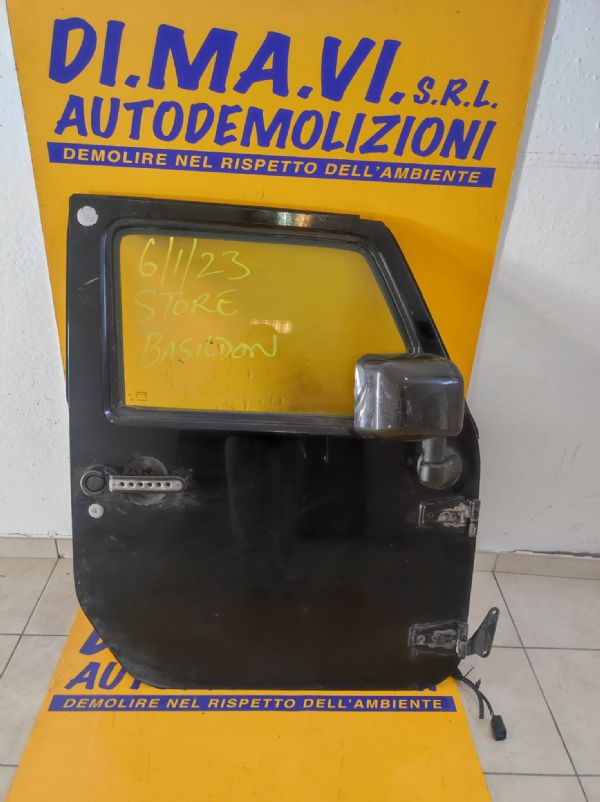 DI.MA.VI. S.R.L.
AUTODEMOLIZIONI
DEMOLIRE NEL RISPETTO DELL'AMBIENTE
6/1/23
STORE
BASILDON
DEMOLIRE NEL RISPETTO DELL'AMBIENTE